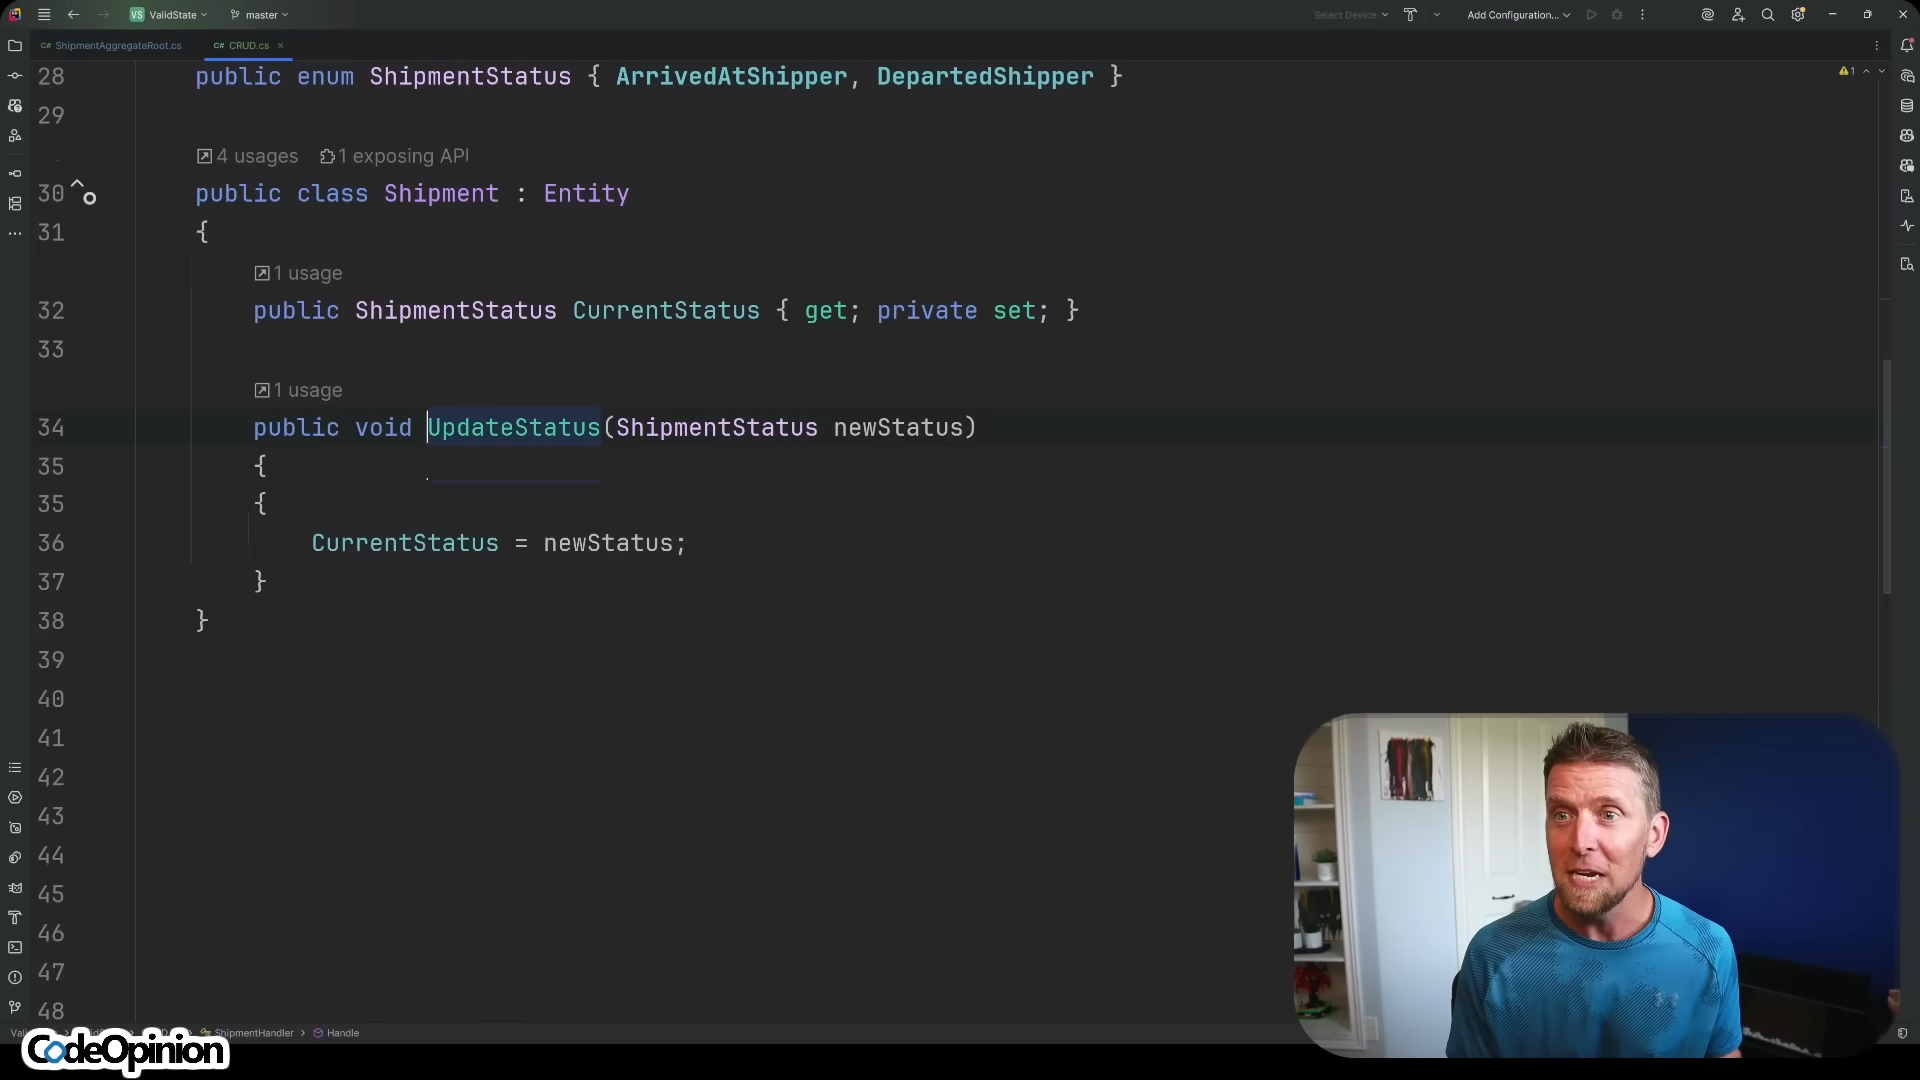 VS ValidState master Select Device Add Configuration...
C# ShipmentAggregateRoot.cs C# CRUD.cs
28 public enum ShipmentStatus { ArrivedAtShipper, DepartedShipper } 1
29
4 usages 1 exposing API
30 public class Shipment : Entity
31 {
1 usage
32 public ShipmentStatus CurrentStatus { get; private set; }
33
1 usage
34 public void UpdateStatus(ShipmentStatus newStatus)
35 {
35 {
36 CurrentStatus = newStatus;
37 }
38 }
39
40
41
42
43
44
45
46
47
48
ShipmentHandler > Handle
CodeOpinion